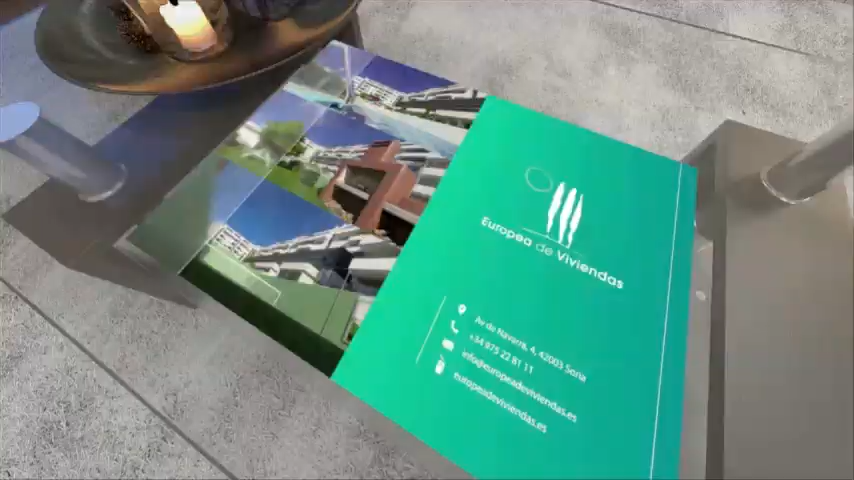 Europea de Viviendas
Av de Navarra, 4, 42003 Soria
+34 975 22 81 11
info@europeadeviviendas.es
europeadeviviendas.es